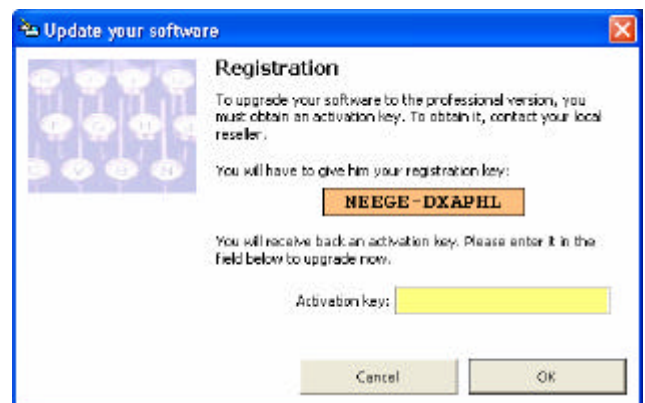 Update your software
Registration
To upgrade your software to the professional version, you
must obtain an activation key. To obtain it, contact your local
reseller.
You will have to give him your registration key:
NEEGE-DXAPHL
You will receive back an activation key. Please enter it in the
field below to upgrade now.
Activation key:
Cancel
OK